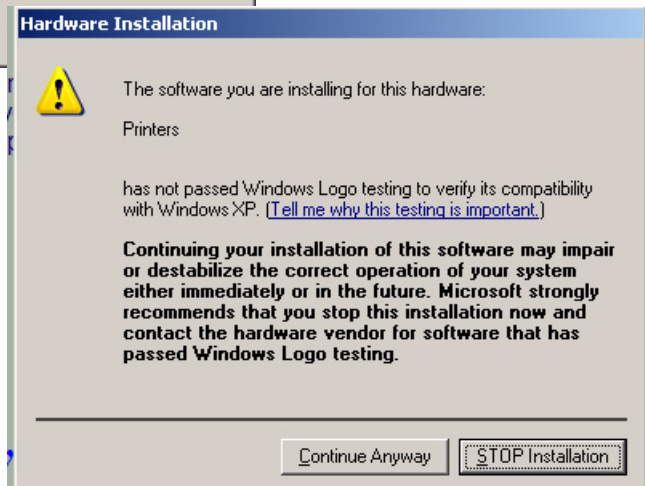 Hardware Installation
The software you are installing for this hardware:
Printers
has not passed Windows Logo testing to verify its compatibility
with Windows XP. (Tell me why this testing is important.)
Continuing your installation of this software may impair
or destabilize the correct operation of your system
either immediately or in the future. Microsoft strongly
recommends that you stop this installation now and
contact the hardware vendor for software that has
passed Windows Logo testing.
Continue Anyway STOP Installation